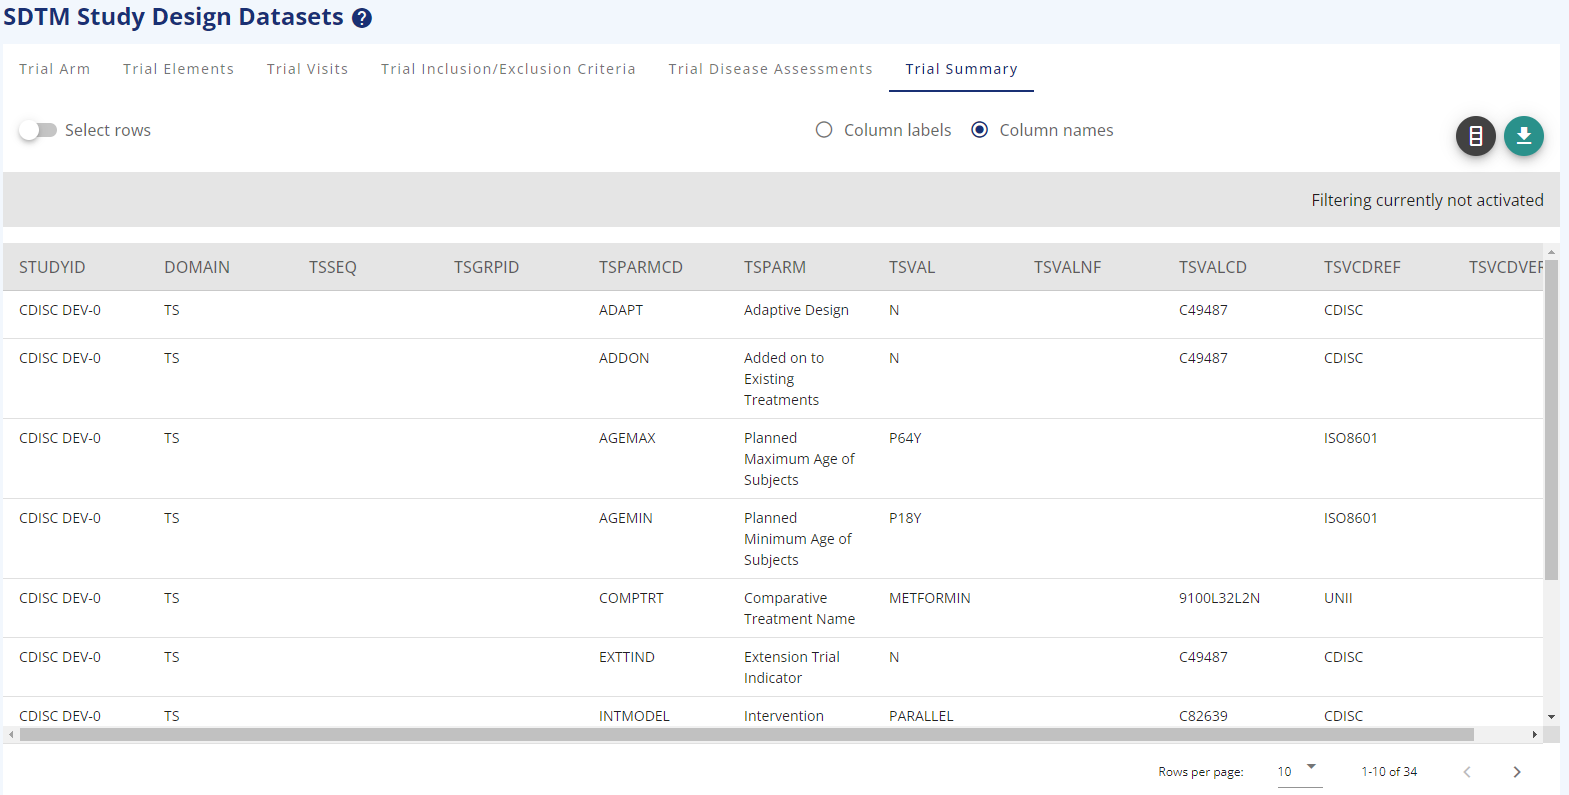 SDTM Study Design Datasets ?
Trial Arm Trial Elements Trial Visits Trial Inclusion/Exclusion Criteria Trial Disease Assessments Trial Summary
Select rows Column labels Column names
Filtering currently not activated
STUDYID DOMAIN TSSEQ TSGRPID TSPARMCD TSPARM TSVAL TSVALNF TSVALCD TSVCDREF TSVCDVER
CDISC DEV-0 TS ADAPT Adaptive Design N C49487 CDISC
CDISC DEV-0 TS ADDON Added on to N C49487 CDISC
Existing
Treatments
CDISC DEV-0 TS AGEMAX Planned P64Y ISO8601
Maximum Age of
Subjects
CDISC DEV-0 TS AGEMIN Planned P18Y ISO8601
Minimum Age of
Subjects
CDISC DEV-0 TS COMPTRT Comparative METFORMIN 9100L32L2N UNII
Treatment Name
CDISC DEV-0 TS EXTTIND Extension Trial N C49487 CDISC
Indicator
CDISC DEV-0 TS INTMODEL Intervention PARALLEL C82639 CDISC
Rows per page: 10 1-10 of 34